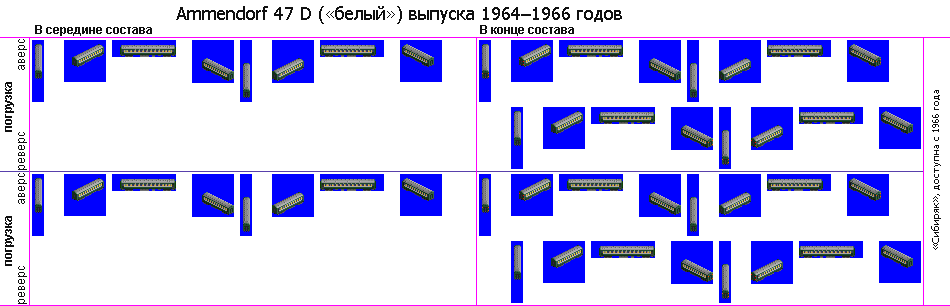 Ammendorf 47 D («белый») выпуска 1964–1966 годов
В середине состава
В конце состава
погрузка
аверс
реверс
погрузка
аверс
реверс
«Сибиряк», доступна с 1966 года